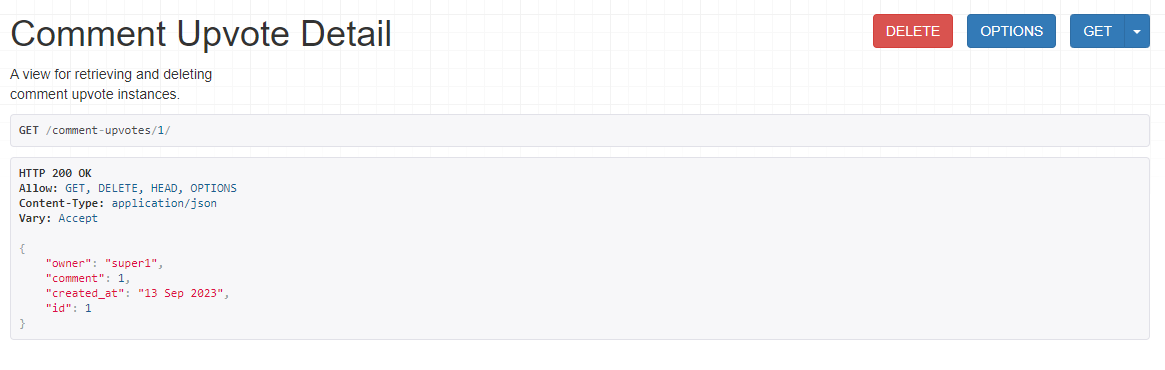 Comment Upvote Detail
DELETE
OPTIONS
GET
A view for retrieving and deleting
comment upvote instances.
GET /comment-upvotes/1/
HTTP 200 OK
Allow: GET, DELETE, HEAD, OPTIONS
Content-Type: application/json
Vary: Accept
{
    "owner": "super1",
    "comment": 1,
    "created_at": "13 Sep 2023",
    "id": 1
}